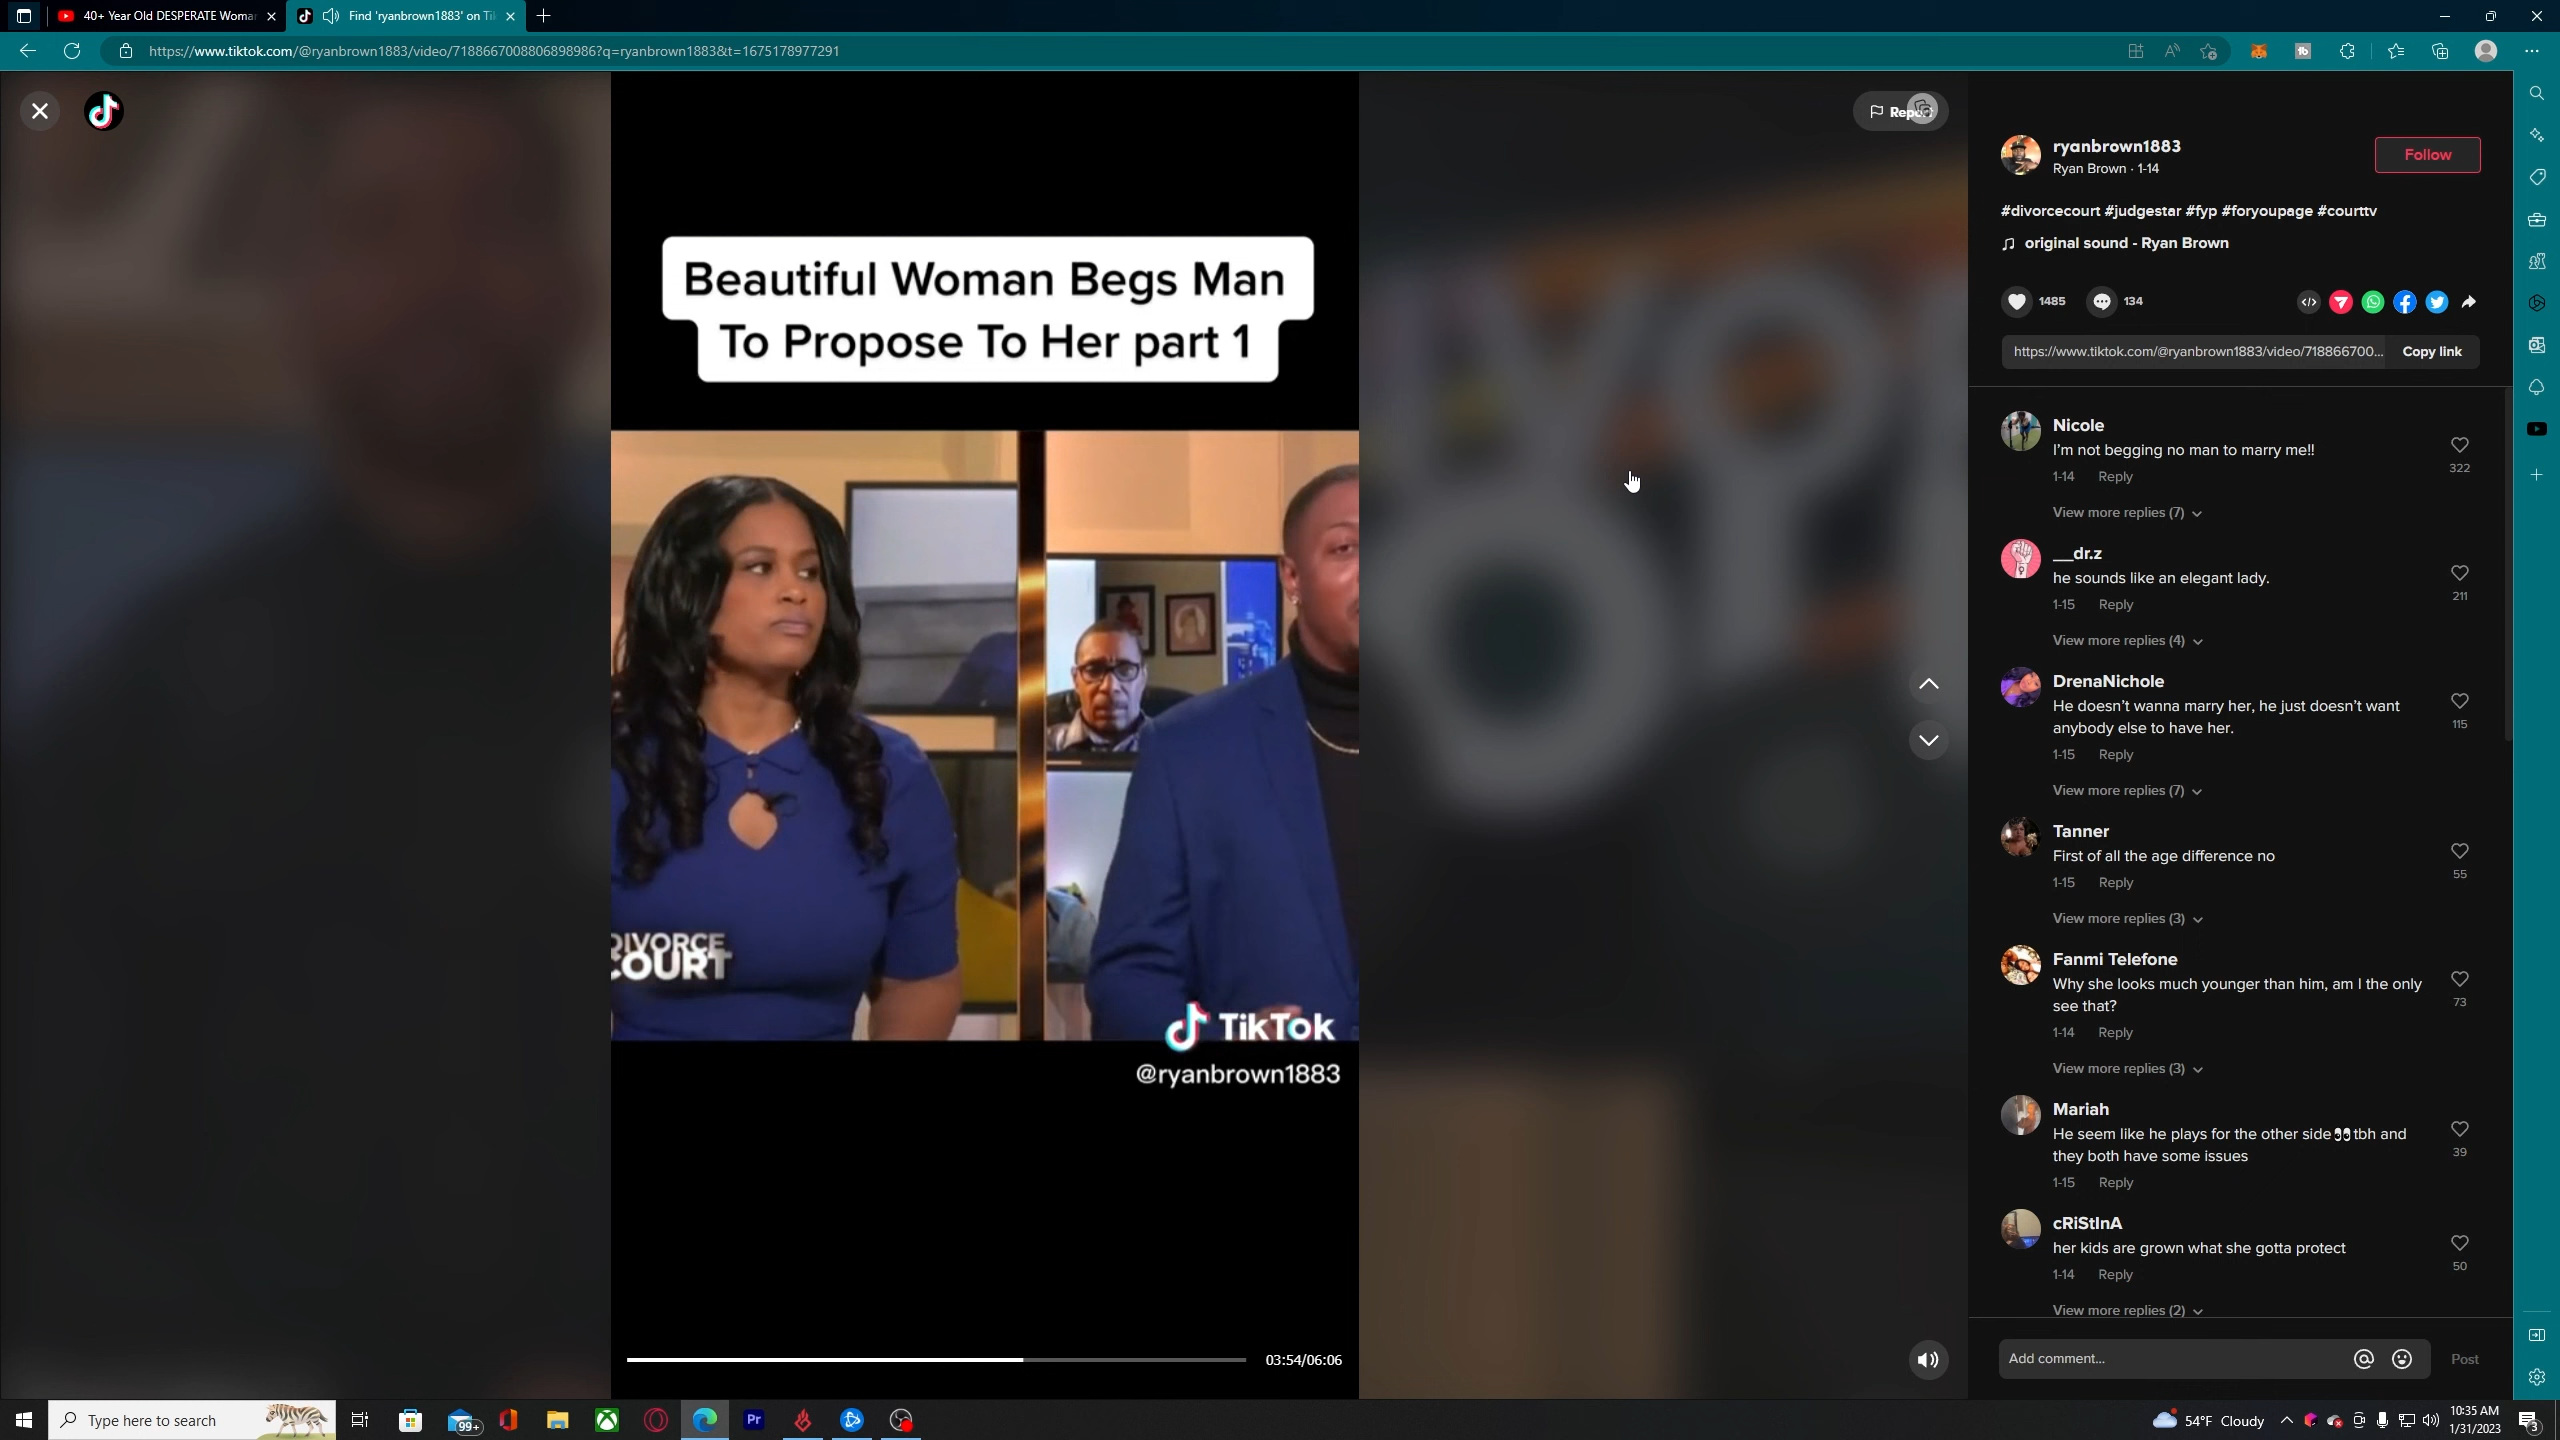 40+ Year Old DESPERATE Woma
Find 'ryanbrown1883' on Ti
https://www.tiktok.com/@ryanbrown1883/video/7188667008806898986?q=ryanbrown1883&t=1675178977291
Beautiful Woman Begs Man
To Propose To Her part 1
DIVORCE
COURT
TikTok
@ryanbrown1883
03:54/06:06
ryanbrown1883
Ryan Brown · 1-14
Follow
#divorcecourt #judgestar #fyp #foryoupage #courttv
original sound - Ryan Brown
1485
134
https://www.tiktok.com/@ryanbrown1883/video/718866700...
Copy link
Nicole
I'm not begging no man to marry me!!
322
1-14 Reply
View more replies (7)
__dr.z
he sounds like an elegant lady.
211
1-15 Reply
View more replies (4)
DrenaNichole
He doesn't wanna marry her, he just doesn't want
anybody else to have her.
115
1-15 Reply
View more replies (7)
Tanner
First of all the age difference no
55
1-15 Reply
View more replies (3)
Fanmi Telefone
Why she looks much younger than him, am I the only
see that?
73
1-14 Reply
View more replies (3)
Mariah
He seem like he plays for the other side👀tbh and
they both have some issues
39
1-15 Reply
cRiStInA
her kids are grown what she gotta protect
50
1-14 Reply
View more replies (2)
Add comment...
Post
Type here to search
99+
Pr
54°F Cloudy
10:35 AM
1/31/2023
3